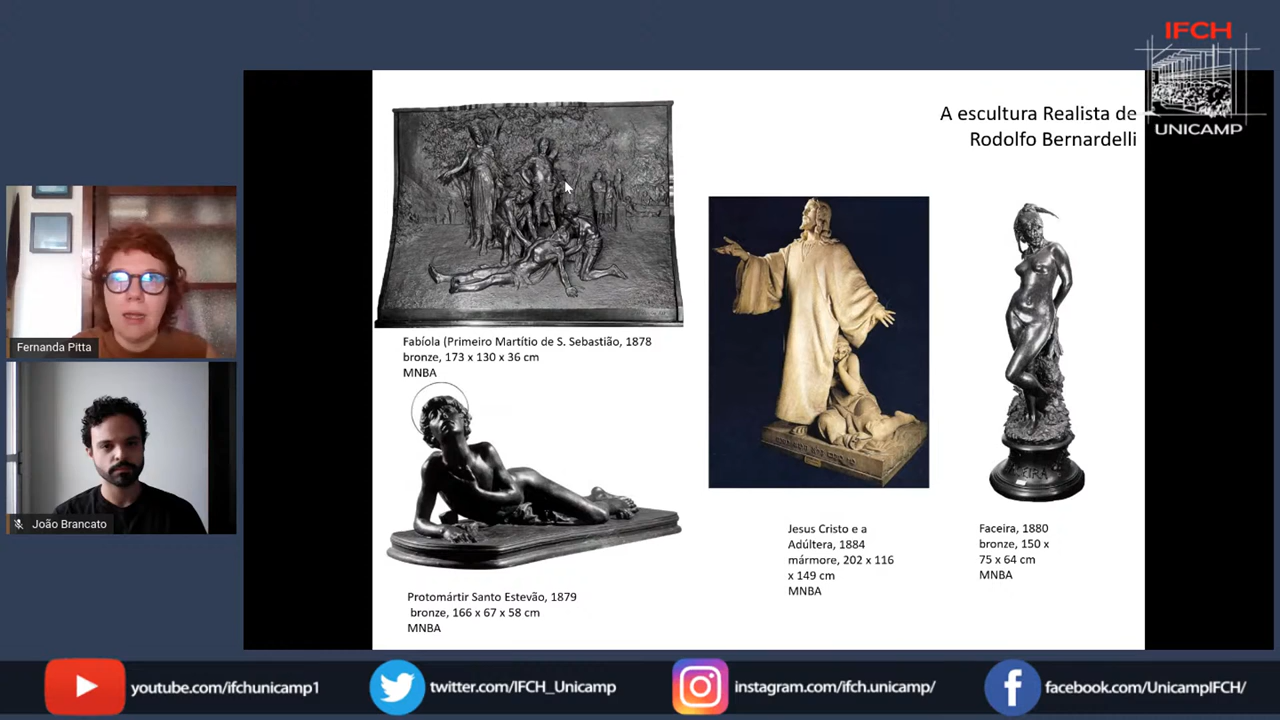 IFCH
UNICAMP
A escultura Realista de
Rodolfo Bernardelli
Fernanda Pitta
João Brancato
Fabíola (Primeiro Martítio de S. Sebastião, 1878
bronze, 173 x 130 x 36 cm
MNBA
Protomártir Santo Estevão, 1879
bronze, 166 x 67 x 58 cm
MNBA
Jesus Cristo e a
Adúltera, 1884
mármore, 202 x 116
x 149 cm
MNBA
Faceira, 1880
bronze, 150 x
75 x 64 cm
MNBA
youtube.com/ifchunicamp1
twitter.com/IFCH_Unicamp
instagram.com/ifch.unicamp/
facebook.com/UnicampIFCH/